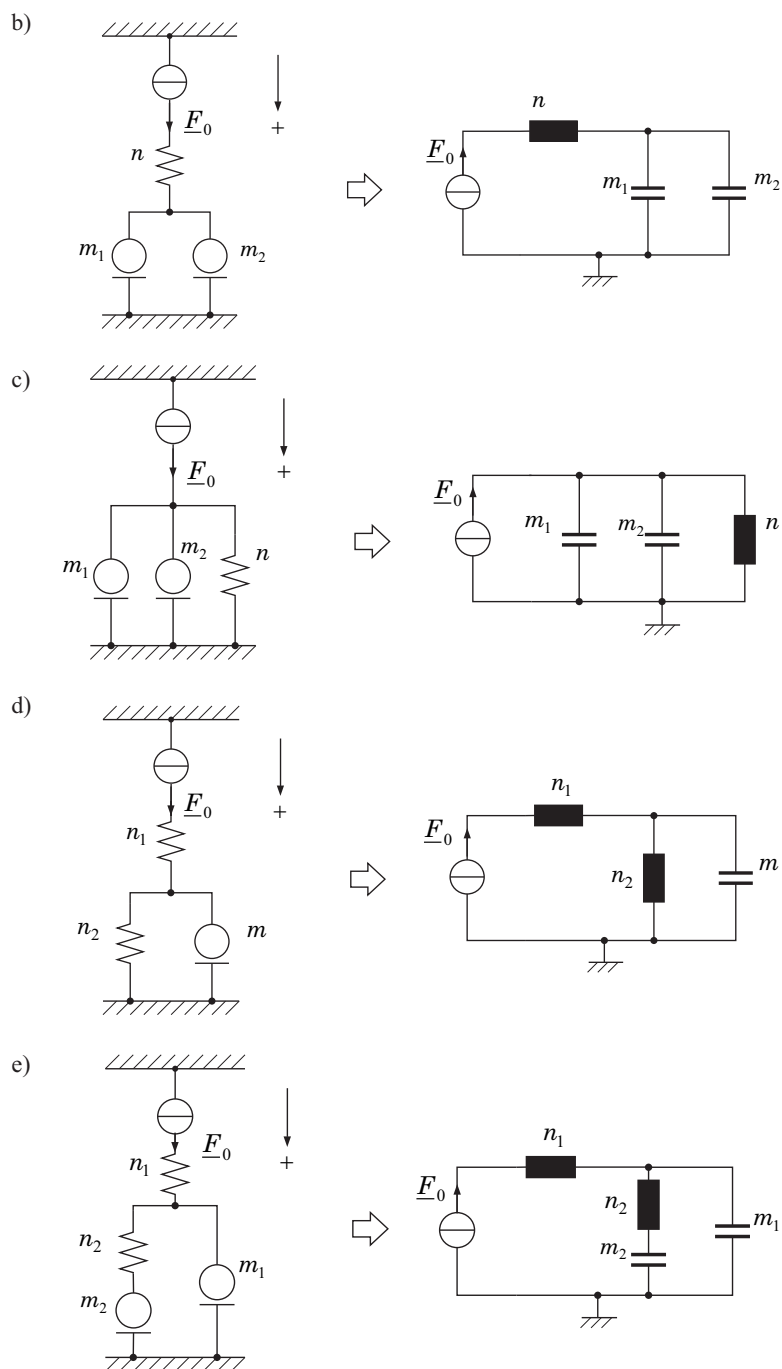 b)
F₀
+
n
m₁
m₂
n
F₀
m₁
m₂
c)
F₀
+
m₁
m₂
n
F₀
m₁
m₂
n
d)
F₀
+
n₁
n₂
m
n₁
F₀
n₂
m
e)
F₀
+
n₁
n₂
m₁
m₂
n₁
F₀
n₂
m₂
m₁